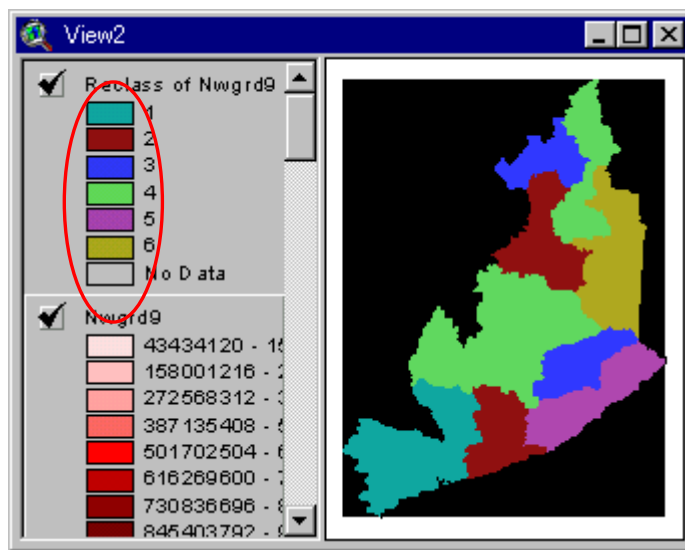 View2
Reclass of Nwgrd9
1
2
3
4
5
6
No Data
Nwgrd9
43434120 - 15
158001216 - 2
272568312 - 3
387135408 - 5
501702504 - 6
616269600 - 7
730836696 - 8
845403792 - 9